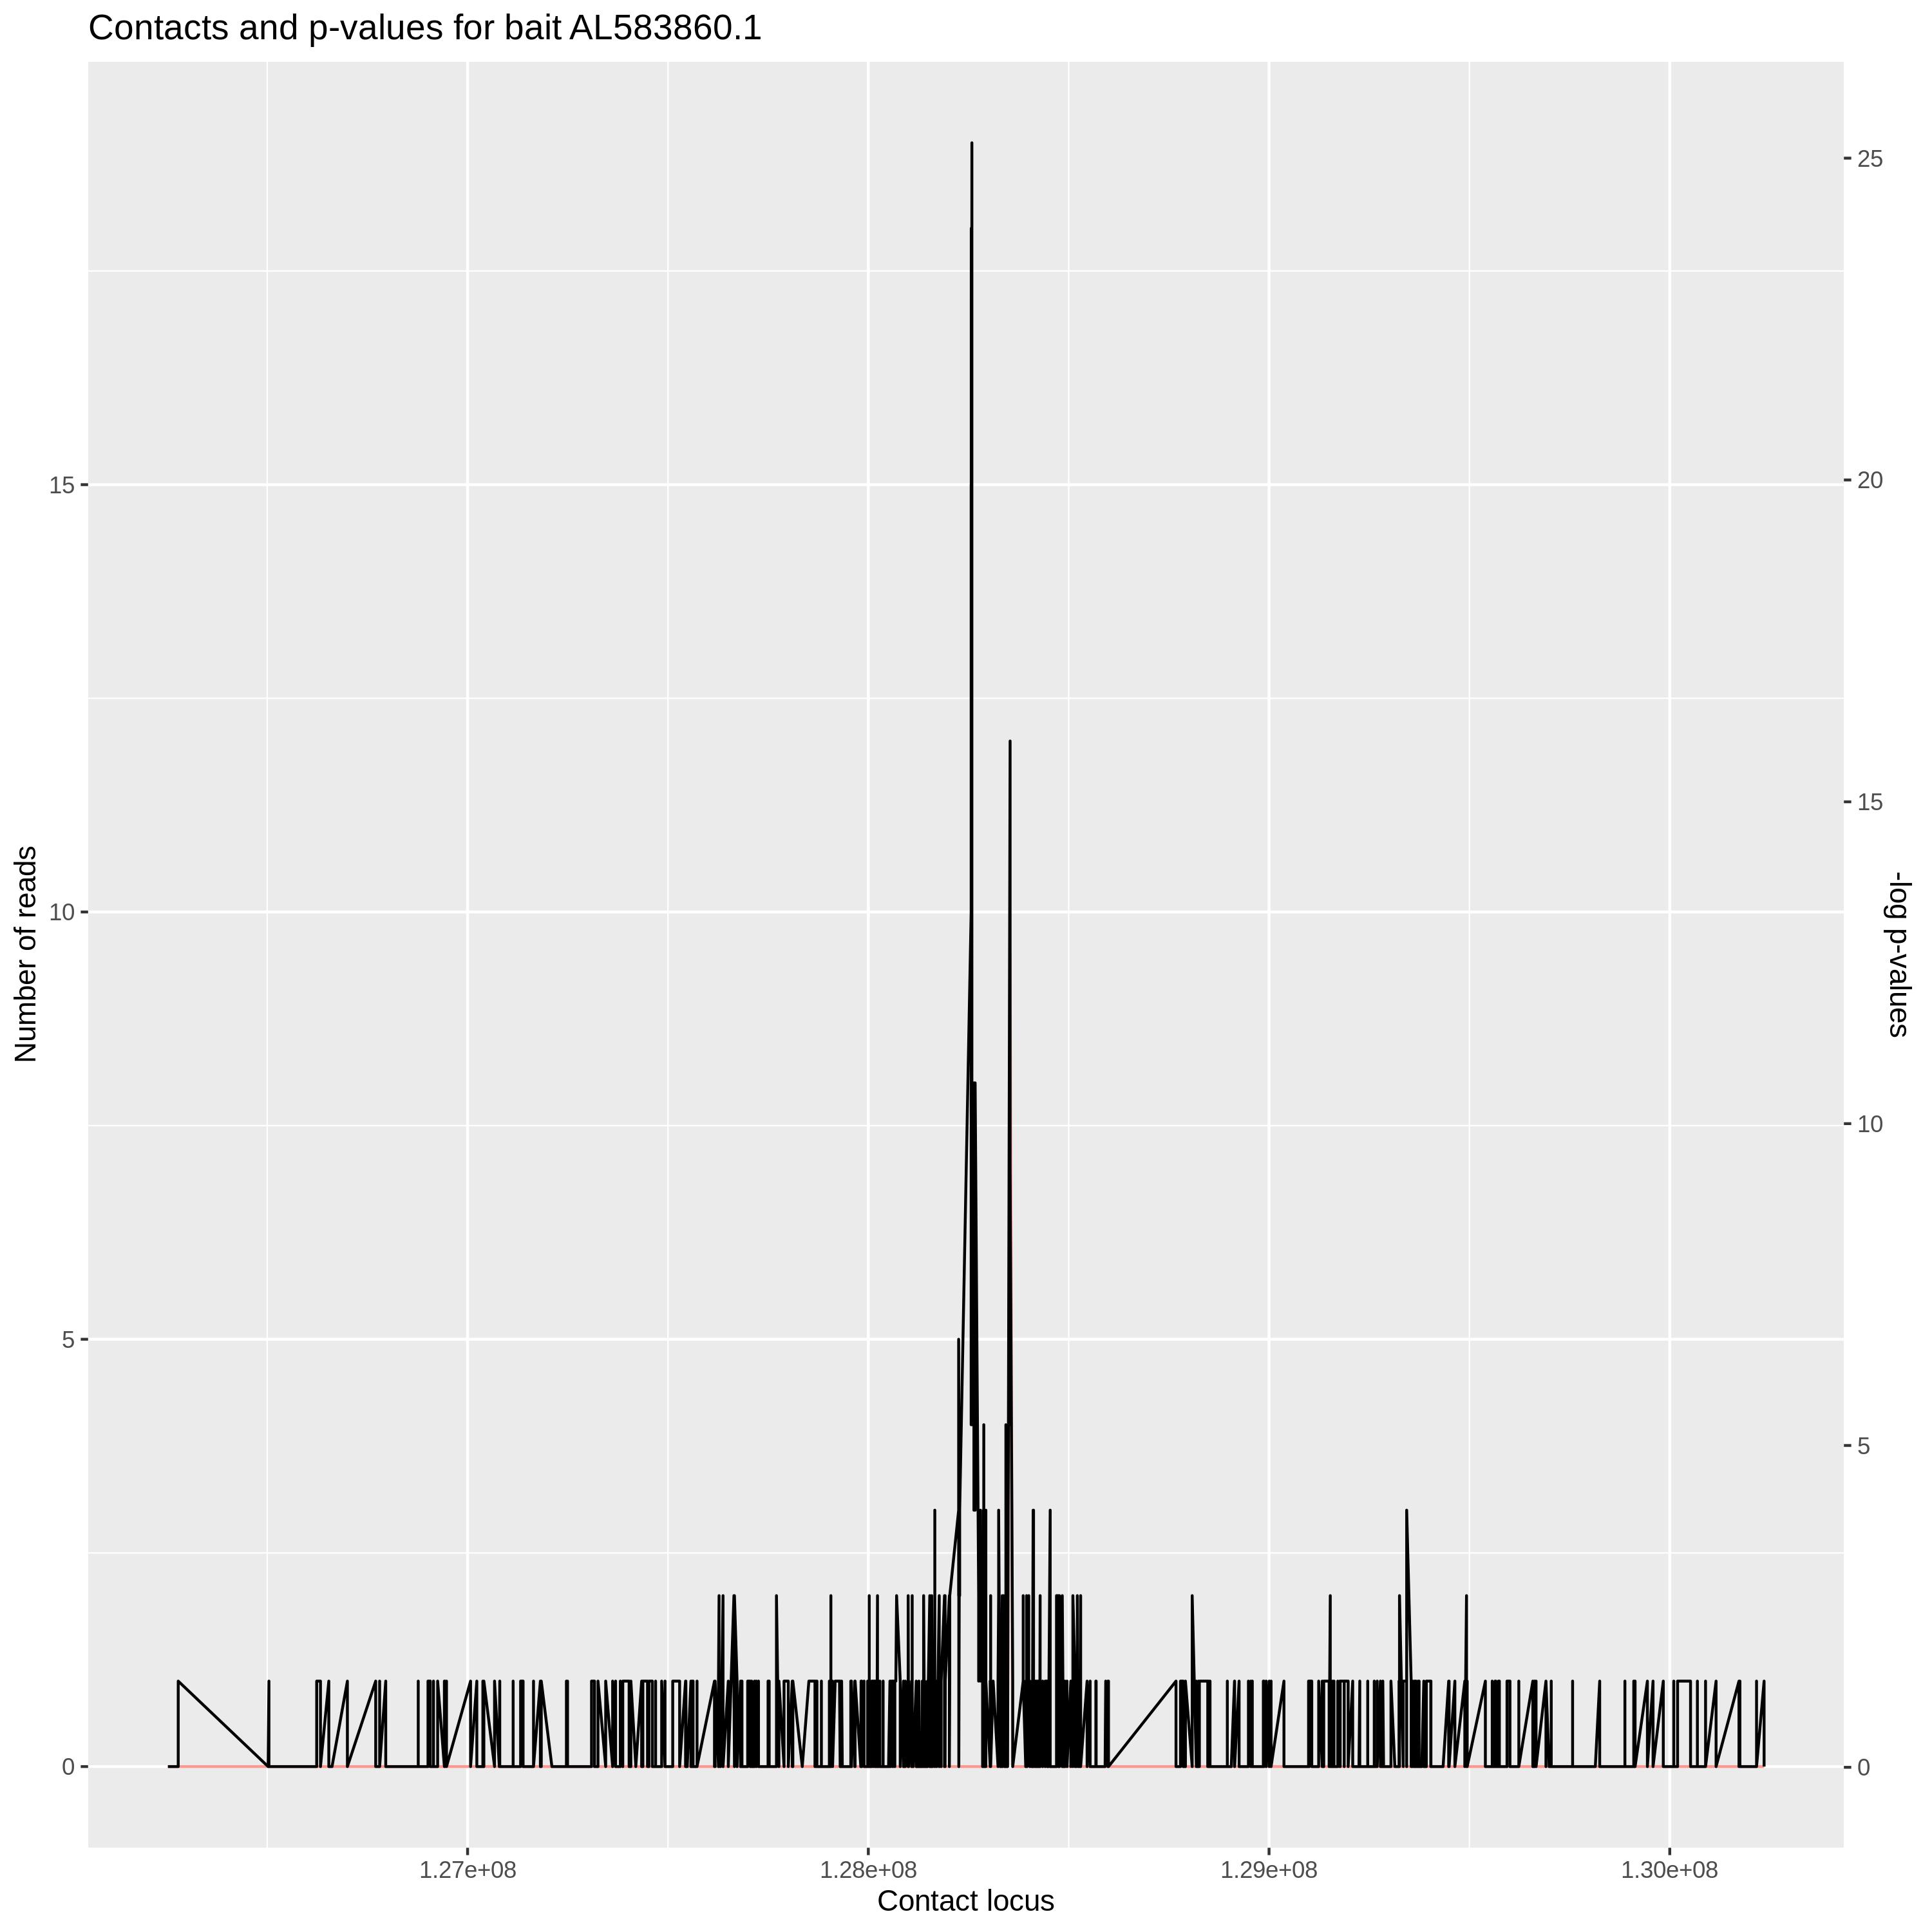 Contacts and p-values for bait AL583860.1
Number of reads
15
10
5
0
25
20
15
10
5
0
-log p-values
1.27e+08 1.28e+08 1.29e+08 1.30e+08
Contact locus